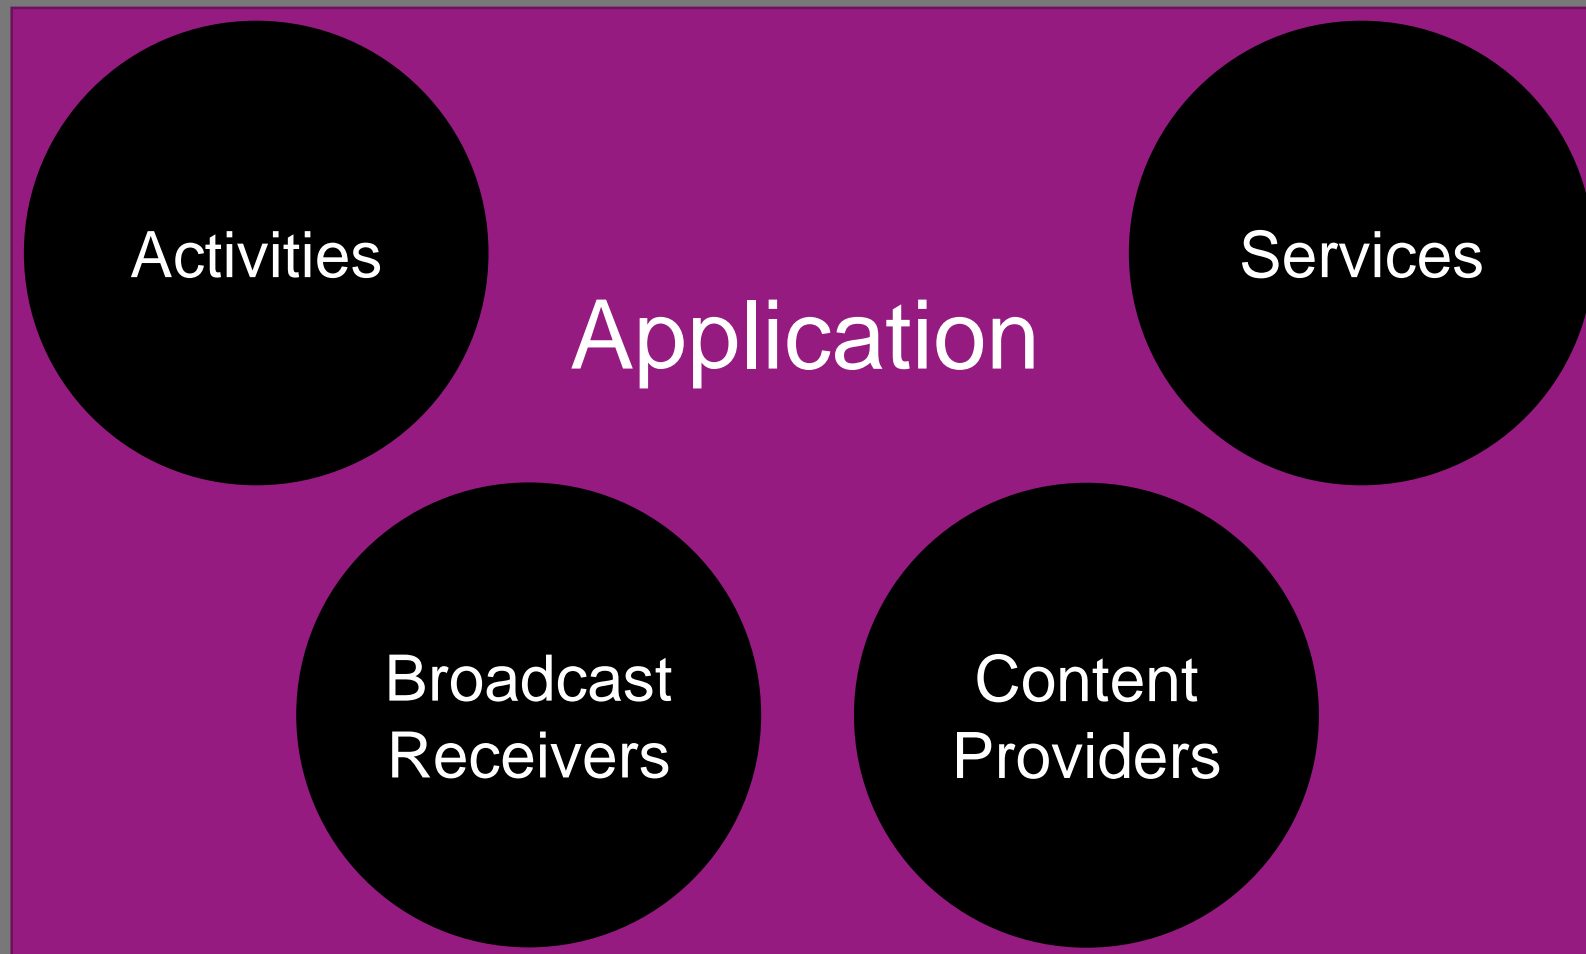 Activities
Services
Application
Broadcast
Receivers
Content
Providers